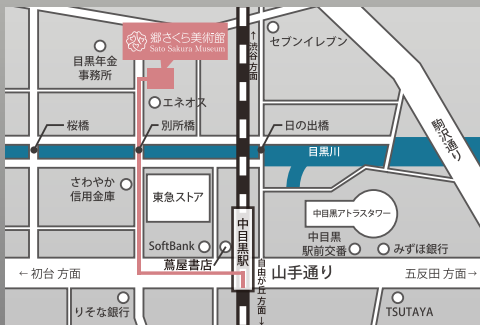 郷さくら美術館
Sato Sakura Museum
←渋谷方面
セブンイレブン
目黒年金
事務所
エネオス
駒沢通り
桜橋
別所橋
日の出橋
目黒川
さわやか
信用金庫
東急ストア
中目黒アトラスタワー
SoftBank
蔦屋書店
中目黒駅
中目黒
駅前交番
みずほ銀行
←初台 方面
自由が丘方面→
山手通り
五反田 方面→
りそな銀行
TSUTAYA